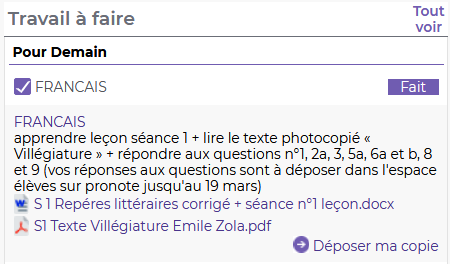 Travail à faire
Tout
voir
Pour Demain
FRANCAIS
Fait
FRANCAIS
apprendre leçon séance 1 + lire le texte photocopié «
Villégiature » + répondre aux questions n°1, 2a, 3, 5a, 6a et b, 8
et 9 (vos réponses aux questions sont à déposer dans l'espace
élèves sur pronote jusqu'au 19 mars)
S 1 Repéres littéraires corrigé + séance n°1 leçon.docx
S1 Texte Villégiature Emile Zola.pdf
Déposer ma copie